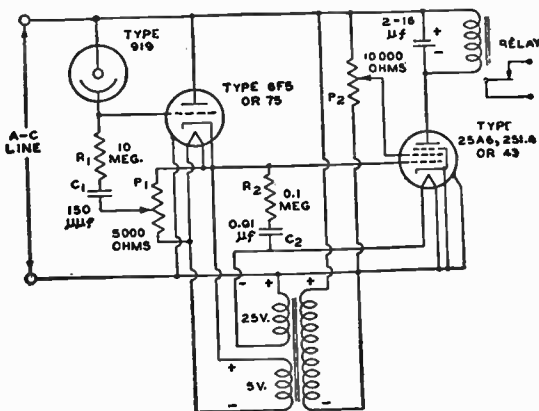 TYPE
919
2-16
μf
+
-
RELAY
10000
OHMS
P2
TYPE 6F5
OR 75
A-C
LINE
R1
10
MEG.
C1
150
μμf
P1
5000
OHMS
R2
0.1
MEG
0.01
μf
C2
TYPE
25A6, 25L6
OR 43
- + +
25V.
+
5V.
- -